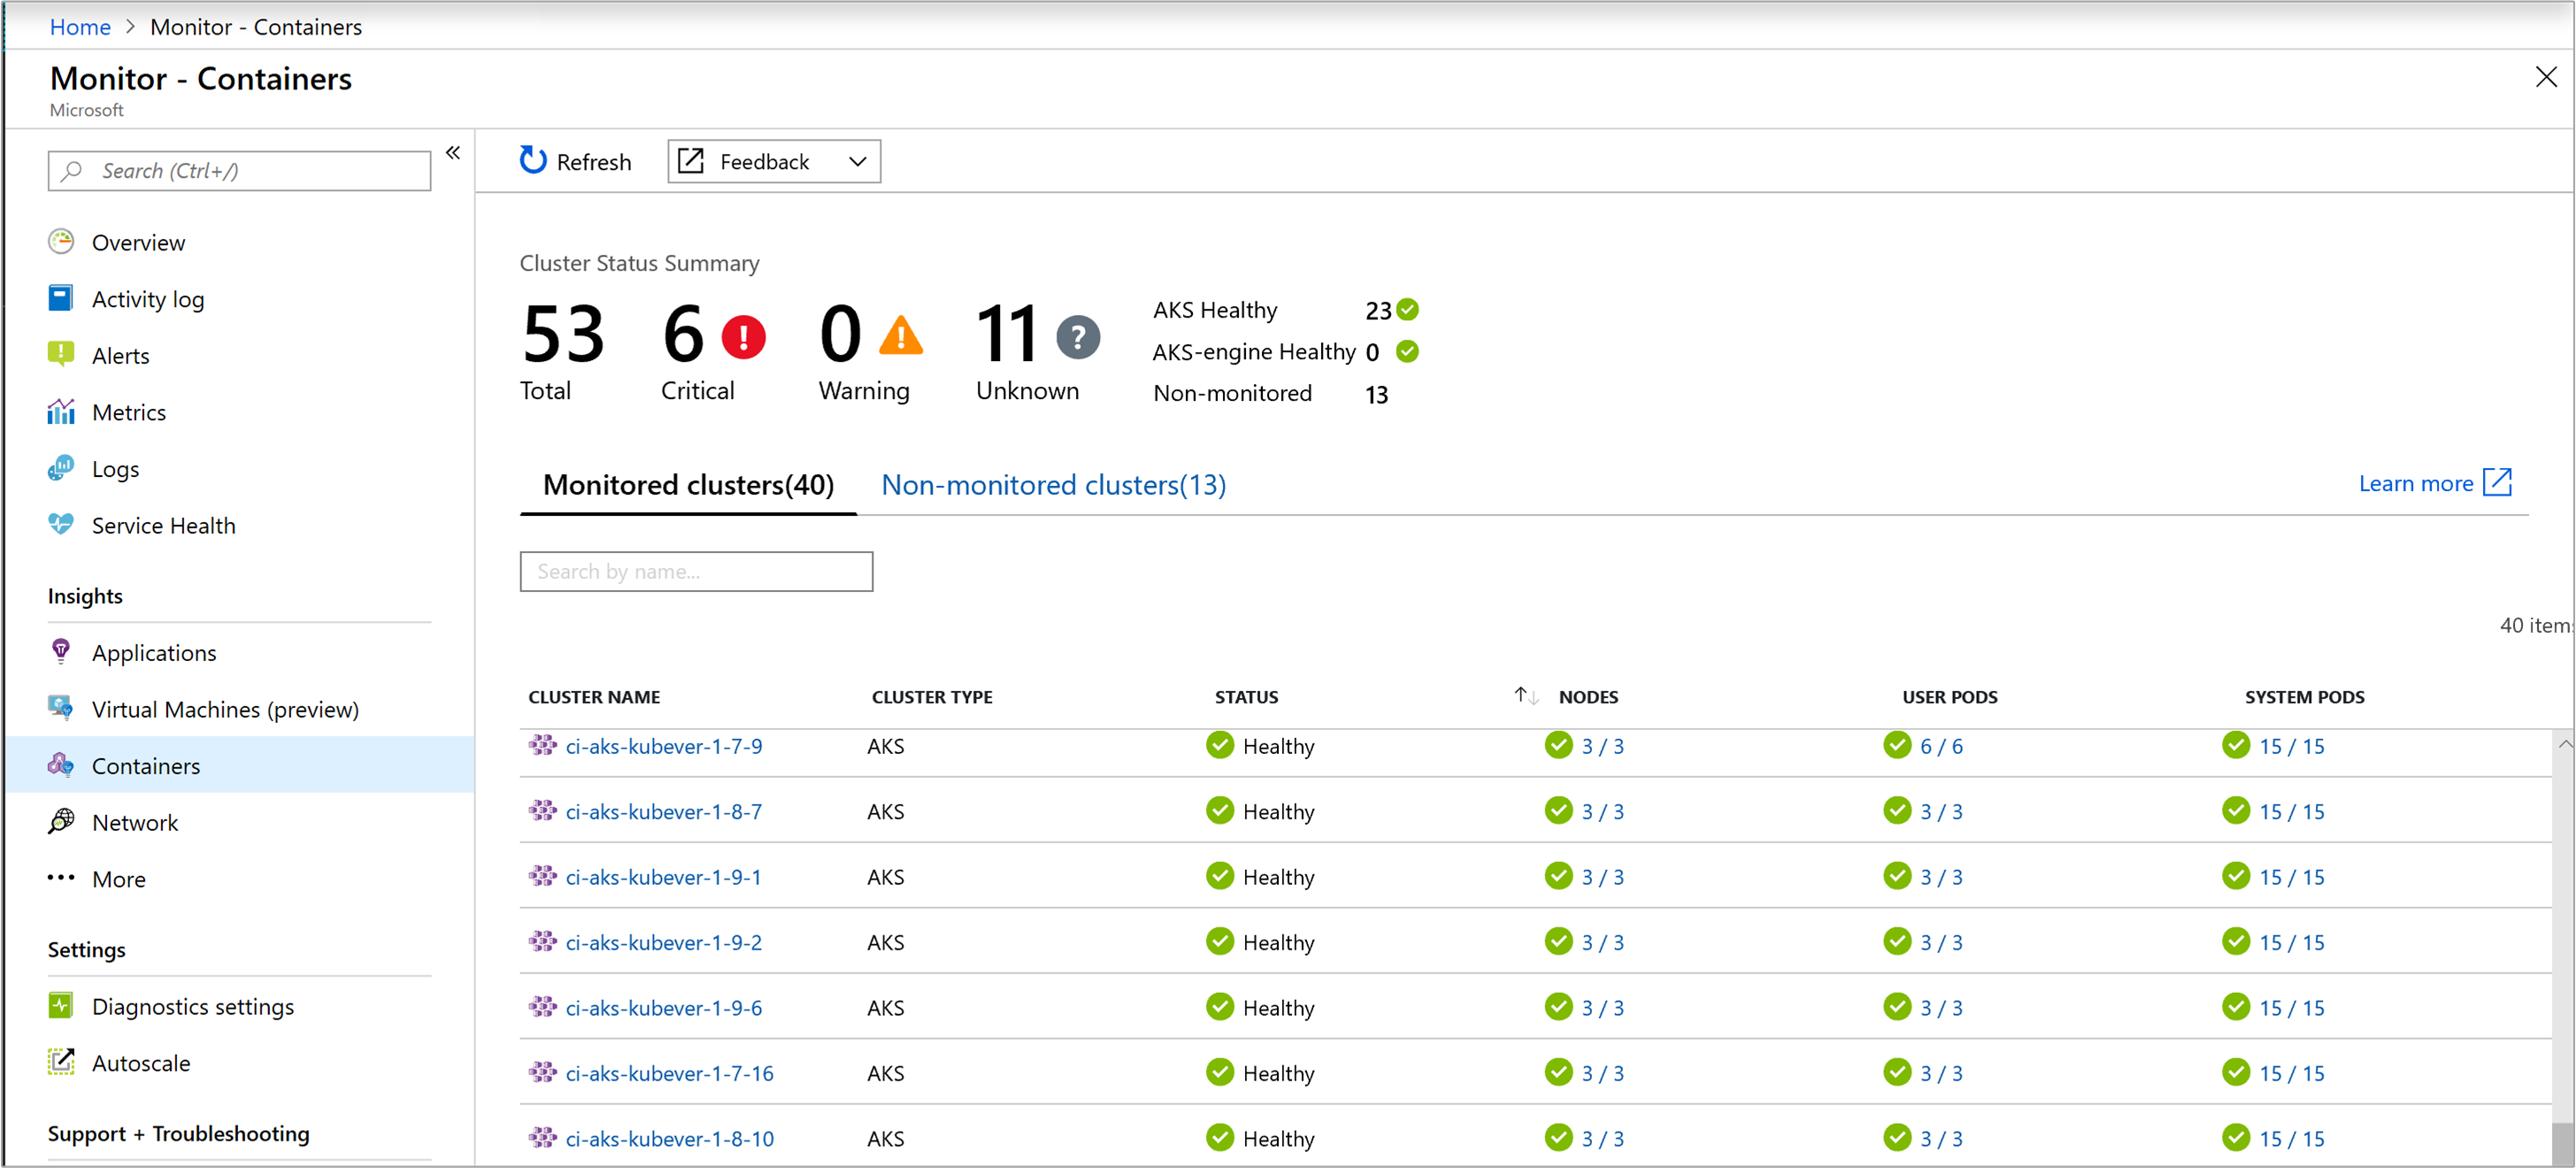 Home > Monitor - Containers
Monitor - Containers
Microsoft
Search (Ctrl+/)
«
Overview
Activity log
Alerts
Metrics
Logs
Service Health
Insights
Applications
Virtual Machines (preview)
Containers
Network
More
Settings
Diagnostics settings
Autoscale
Support + Troubleshooting
Refresh
Feedback
Cluster Status Summary
53 6 ! 0 ! 11 ?
Total Critical Warning Unknown
AKS Healthy 23
AKS-engine Healthy 0
Non-monitored 13
Monitored clusters(40) Non-monitored clusters(13) Learn more
Search by name...
40 items
CLUSTER NAME CLUSTER TYPE STATUS NODES USER PODS SYSTEM PODS
ci-aks-kubever-1-7-9 AKS Healthy 3 / 3 6 / 6 15 / 15
ci-aks-kubever-1-8-7 AKS Healthy 3 / 3 3 / 3 15 / 15
ci-aks-kubever-1-9-1 AKS Healthy 3 / 3 3 / 3 15 / 15
ci-aks-kubever-1-9-2 AKS Healthy 3 / 3 3 / 3 15 / 15
ci-aks-kubever-1-9-6 AKS Healthy 3 / 3 3 / 3 15 / 15
ci-aks-kubever-1-7-16 AKS Healthy 3 / 3 3 / 3 15 / 15
ci-aks-kubever-1-8-10 AKS Healthy 3 / 3 3 / 3 15 / 15